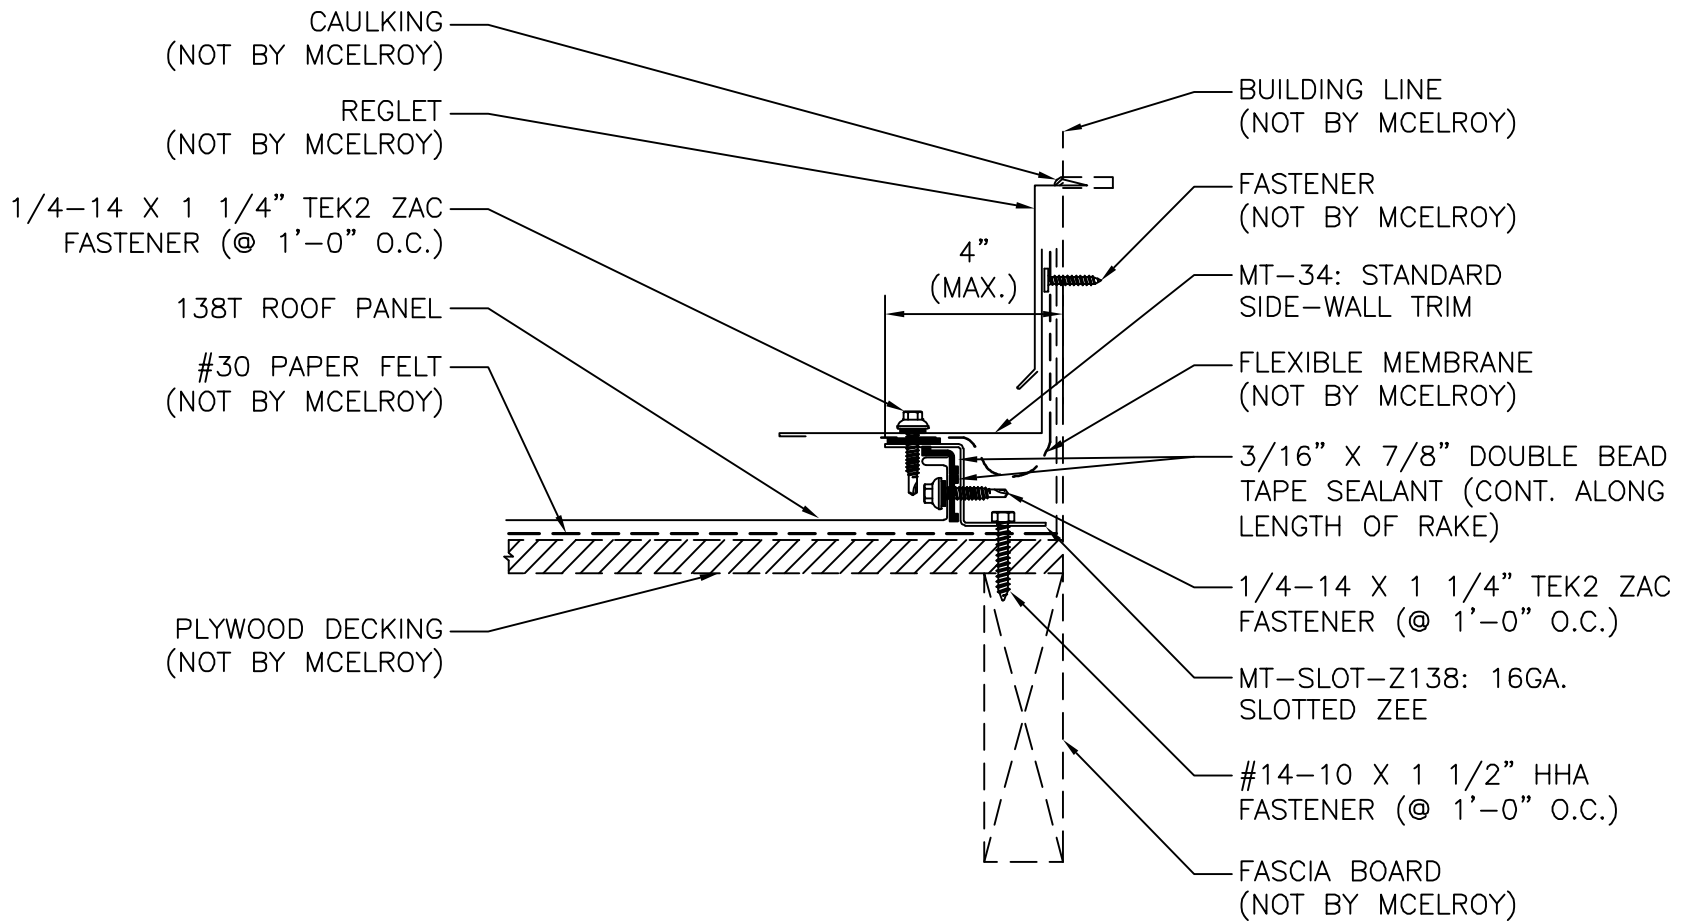 CAULKING
(NOT BY MCELROY)
REGLET
(NOT BY MCELROY)
1/4-14 X 1 1/4” TEK2 ZAC
FASTENER (@ 1’-0” O.C.)
138T ROOF PANEL
#30 PAPER FELT
(NOT BY MCELROY)
PLYWOOD DECKING
(NOT BY MCELROY)
4”
(MAX.)
BUILDING LINE
(NOT BY MCELROY)
FASTENER
(NOT BY MCELROY)
MT-34: STANDARD
SIDE-WALL TRIM
FLEXIBLE MEMBRANE
(NOT BY MCELROY)
3/16” X 7/8” DOUBLE BEAD
TAPE SEALANT (CONT. ALONG
LENGTH OF RAKE)
1/4-14 X 1 1/4” TEK2 ZAC
FASTENER (@ 1’-0” O.C.)
MT-SLOT-Z138: 16GA.
SLOTTED ZEE
#14-10 X 1 1/2” HHA
FASTENER (@ 1’-0” O.C.)
FASCIA BOARD
(NOT BY MCELROY)